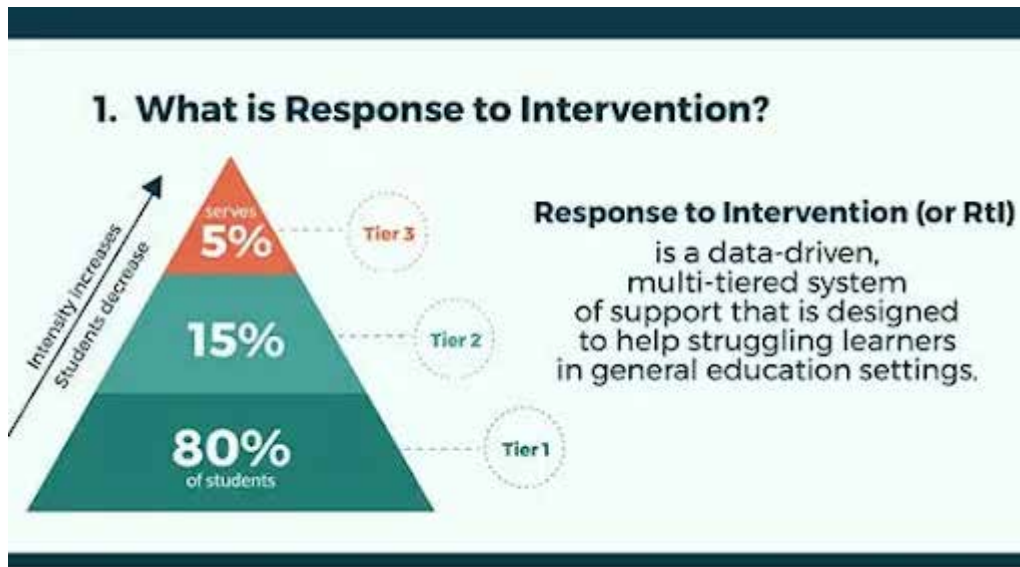 1. What is Response to Intervention?
Intensity increases
Students decrease
serves
5%
Tier 3
15%
Tier 2
80%
of students
Tier 1
Response to Intervention (or RtI)
is a data-driven,
multi-tiered system
of support that is designed
to help struggling learners
in general education settings.